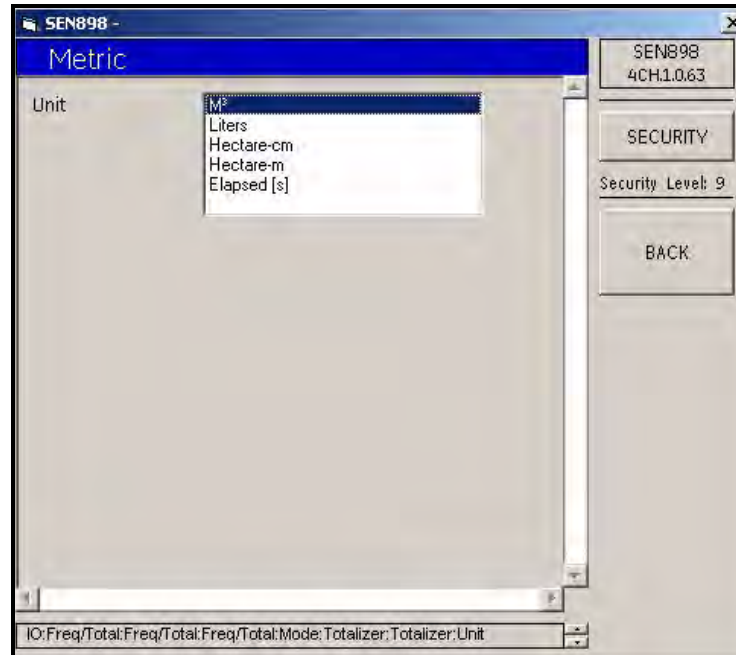 SEN898 -
Metric
Unit
M³
Liters
Hectare-cm
Hectare-m
Elapsed [s]
SEN898
4CH.1.0.63
SECURITY
Security Level: 9
BACK
IO:Freq/Total:Freq/Total:Freq/Total:Mode:Totalizer:Totalizer:Unit